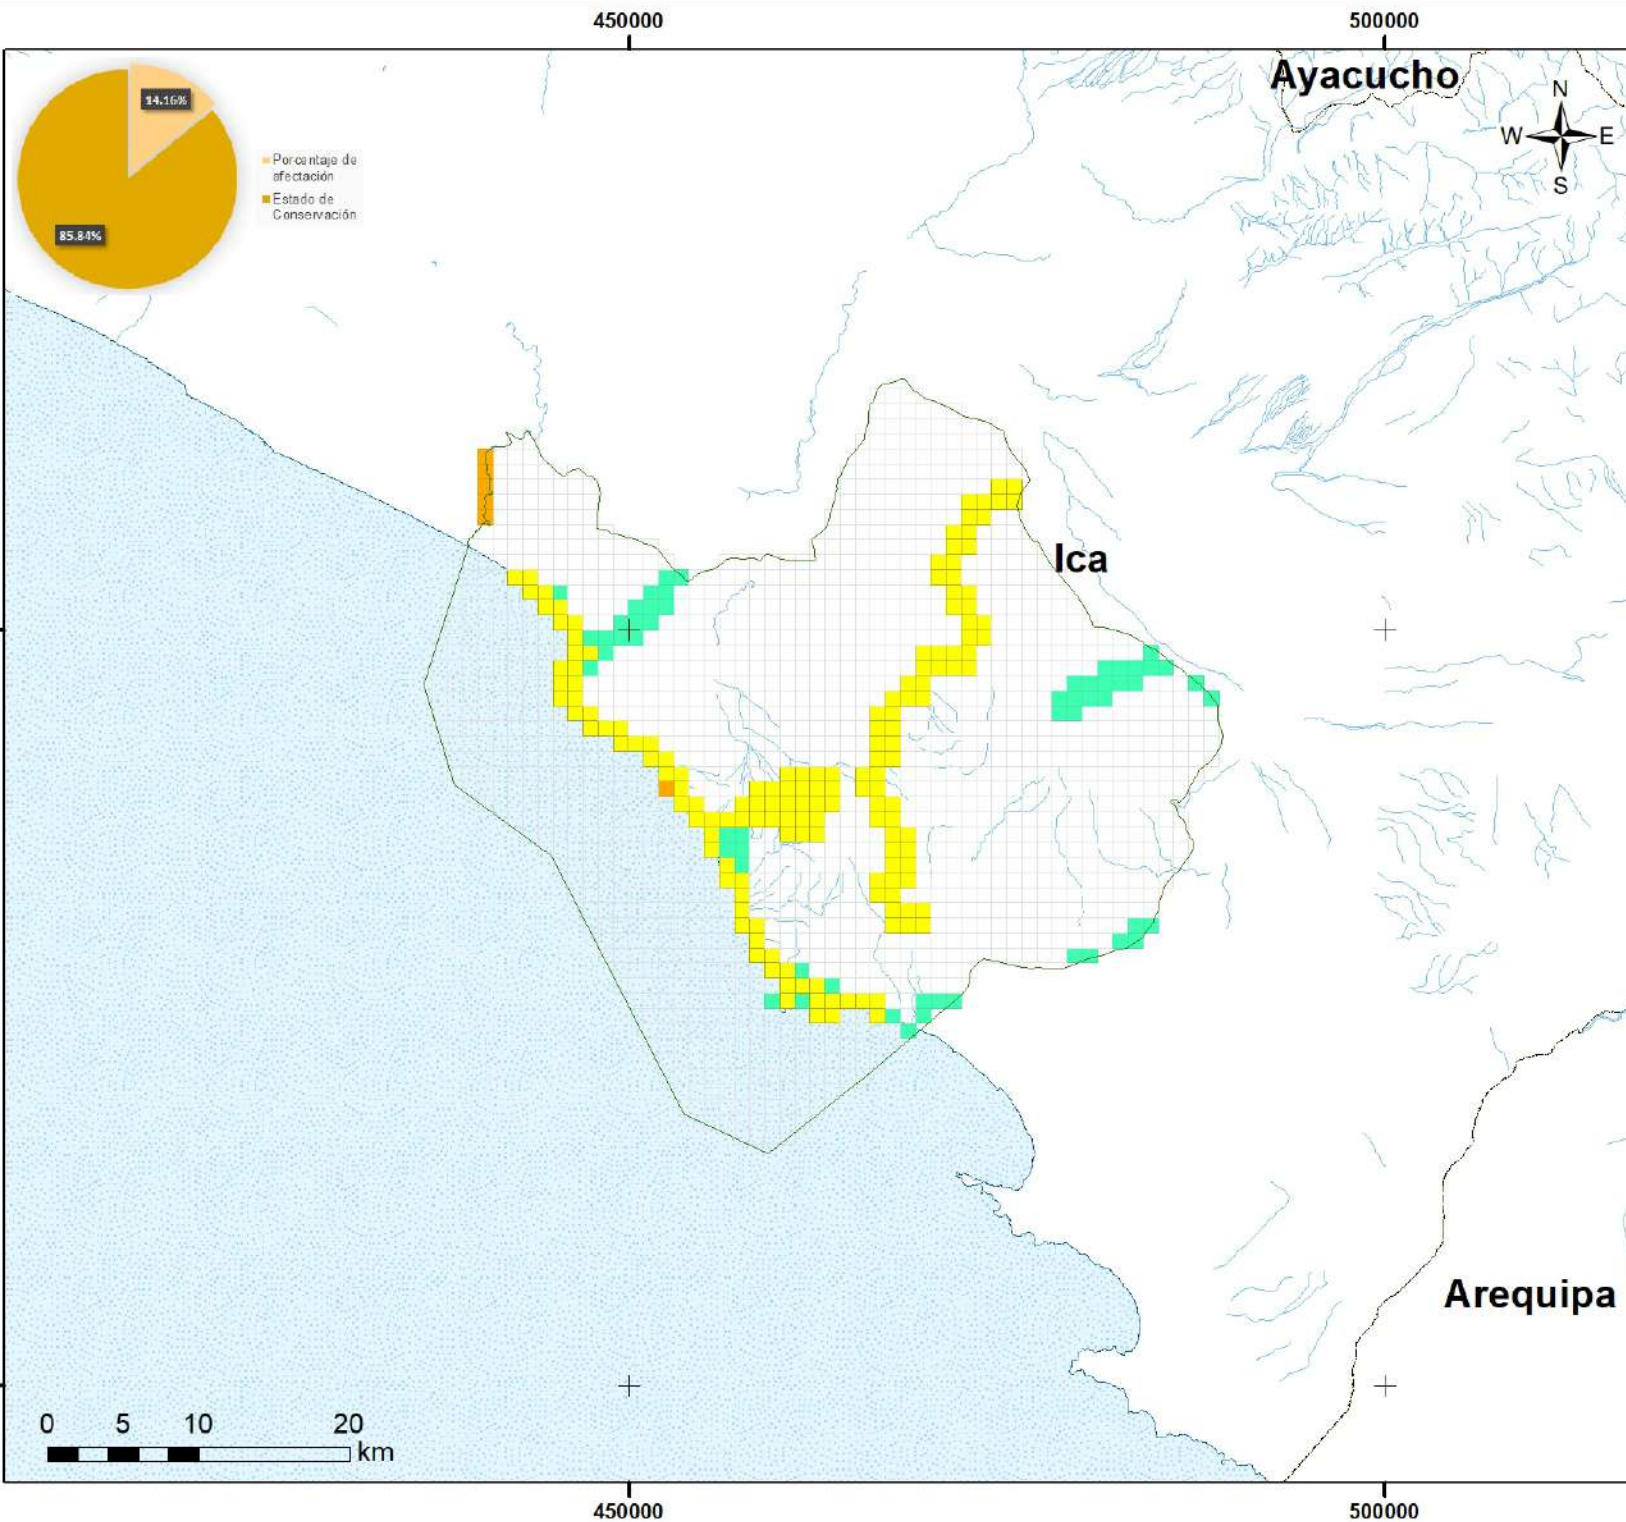 450000
500000
Ayacucho
N
W
E
S
14.16%
Porcentaje de
afectación
Estado de
Conservación
85.84%
Ica
Arequipa
0
5
10
20
km
450000
500000